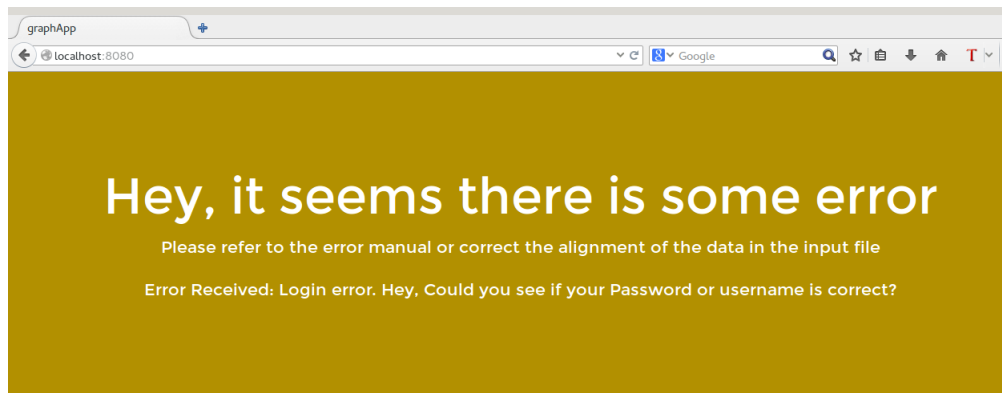 graphApp
localhost:8080
Google
T
Hey, it seems there is some error
Please refer to the error manual or correct the alignment of the data in the input file
Error Received: Login error. Hey, Could you see if your Password or username is correct?